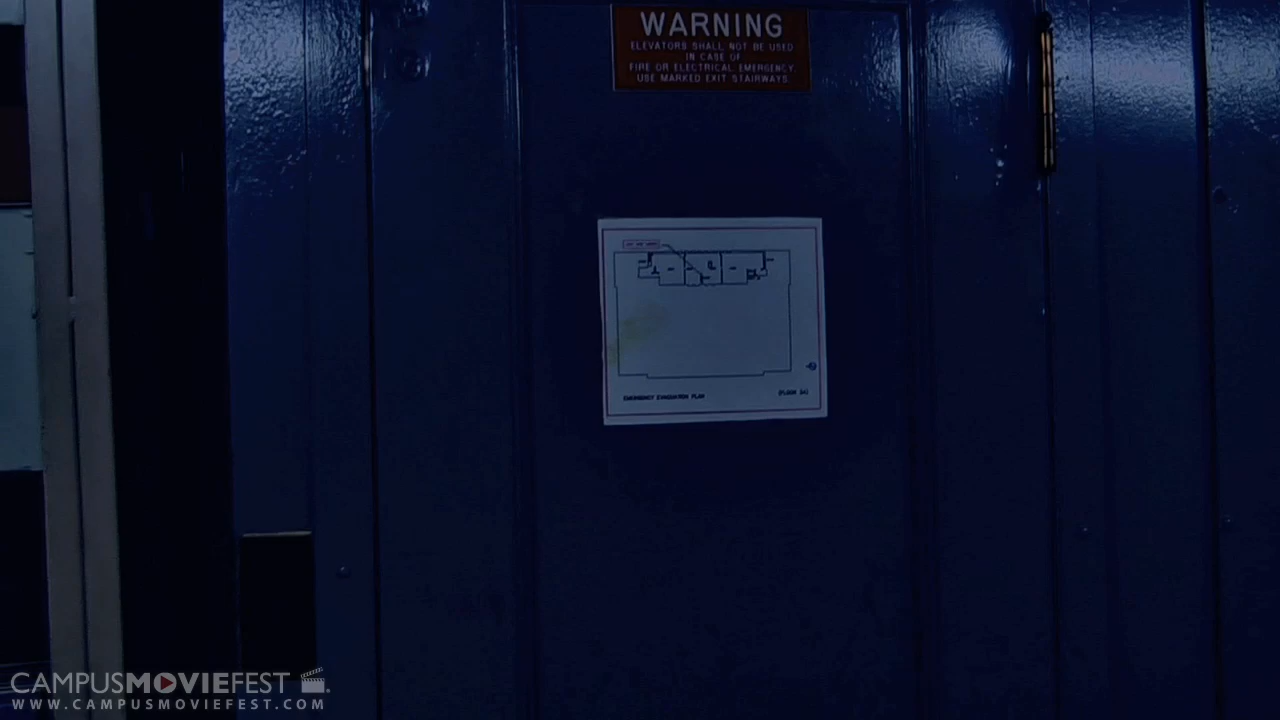 WARNING
ELEVATORS SHALL NOT BE USED
IN CASE OF
FIRE OR ELECTRICAL EMERGENCY.
USE MARKED EXIT STAIRWAYS.
EMERGENCY EVACUATION PLAN
CAMPUSMOVIEFEST
WWW.CAMPUSMOVIEFEST.COM